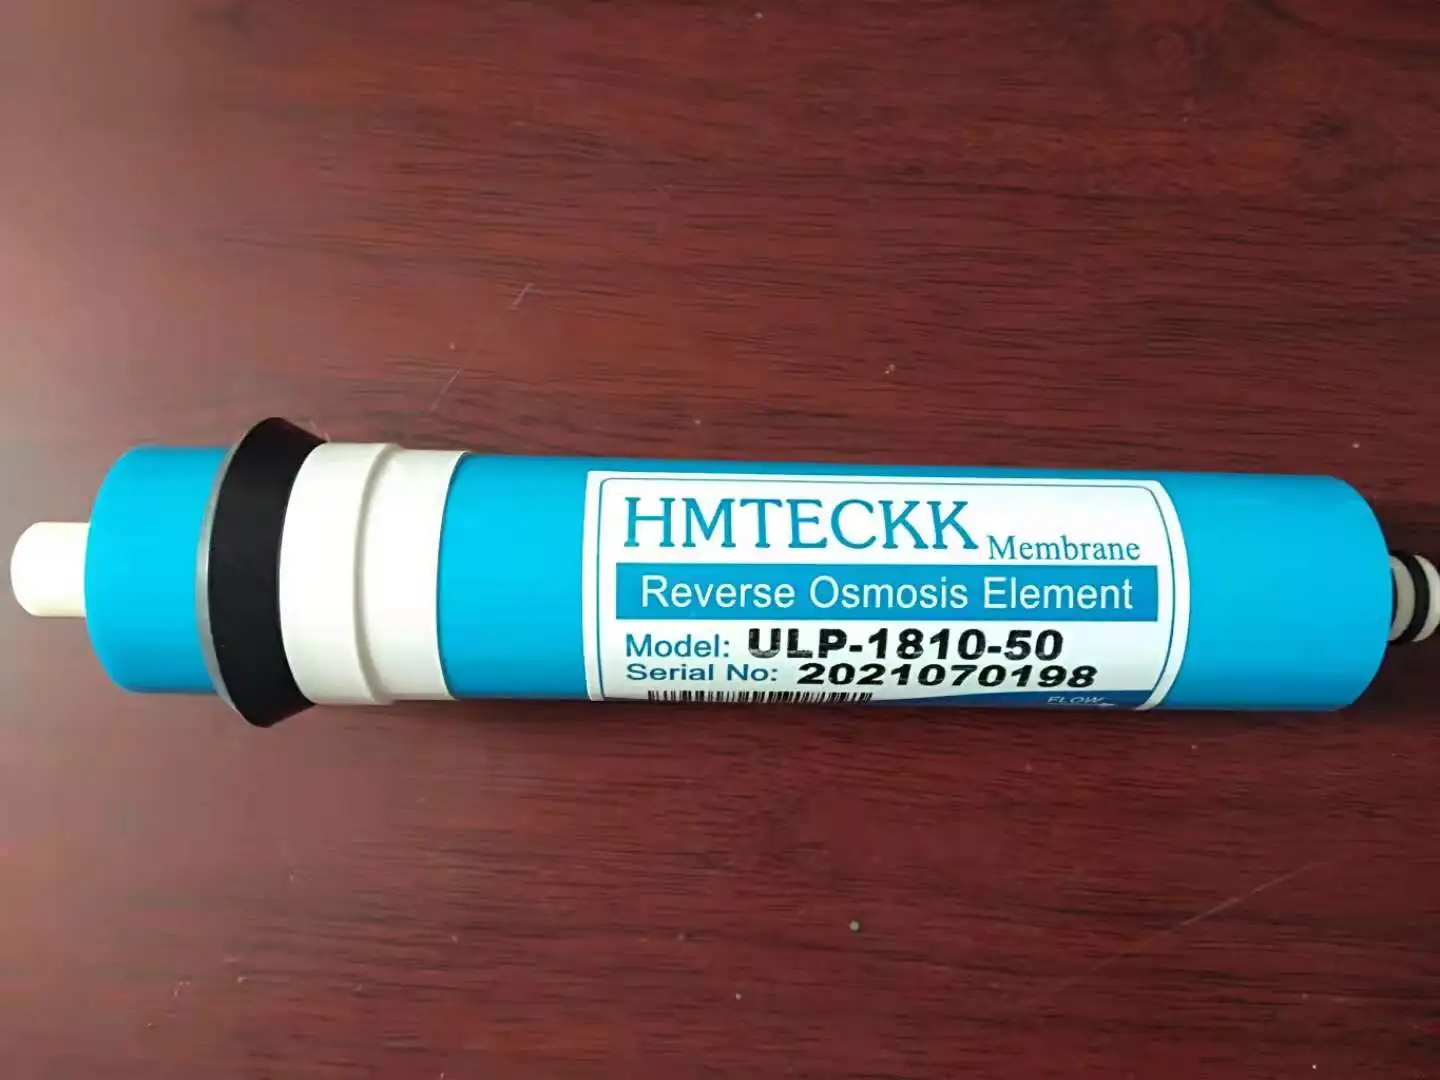 HMTECKK Membrane
Reverse Osmosis Element
Model: ULP-1810-50
Serial No: 2021070198
FLOW